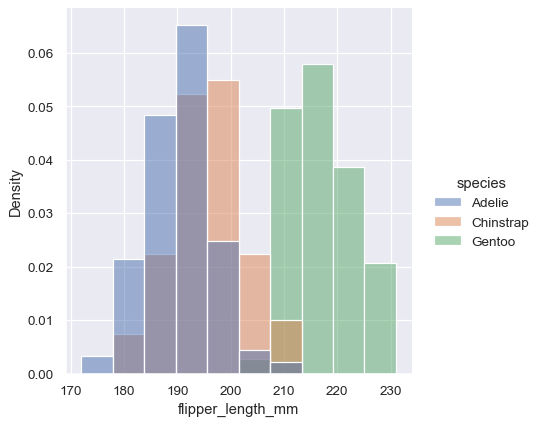 0.06
0.05
0.04
0.03
0.02
0.01
0.00
Density
170 180 190 200 210 220 230
flipper_length_mm
species
Adelie
Chinstrap
Gentoo